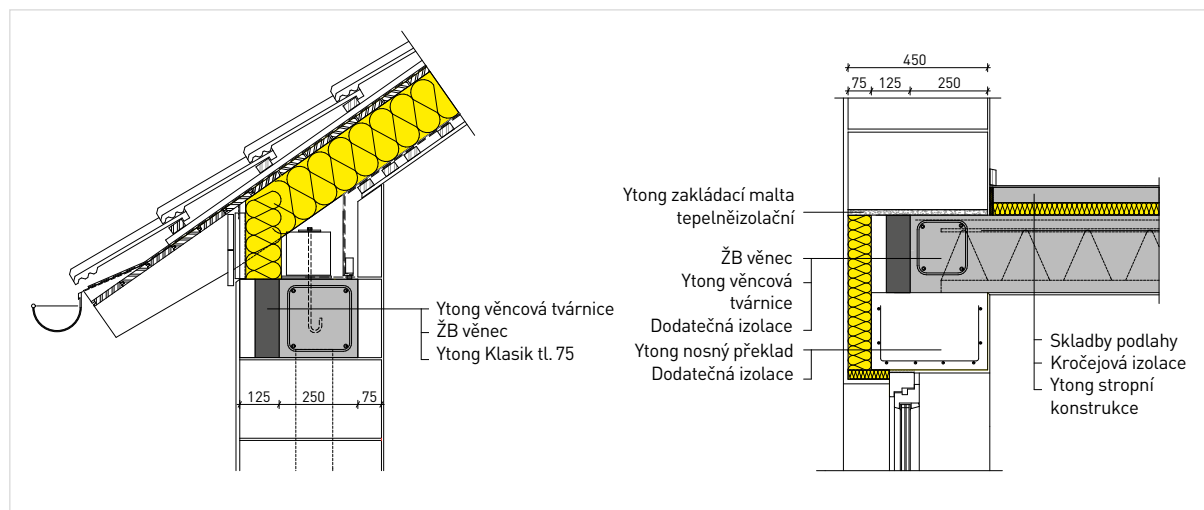 Ytong věncová tvárnice
ŽB věnec
Ytong Klasik tl. 75
125
250
75
450
75
125
250
Ytong zakládací malta
tepelněizolační
ŽB věnec
Ytong věncová
tvárnice
Dodatečná izolace
Ytong nosný překlad
Dodatečná izolace
Skladby podlahy
Kročejová izolace
Ytong stropní
konstrukce